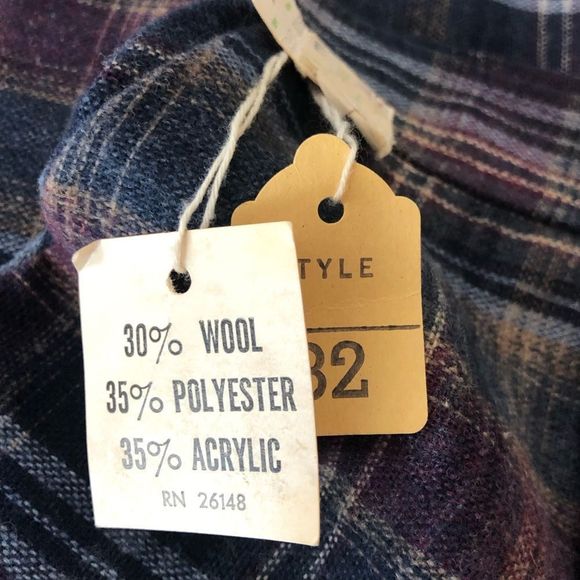 30% WOOL
35% POLYESTER
35% ACRYLIC
RN 26148
TYLE
32